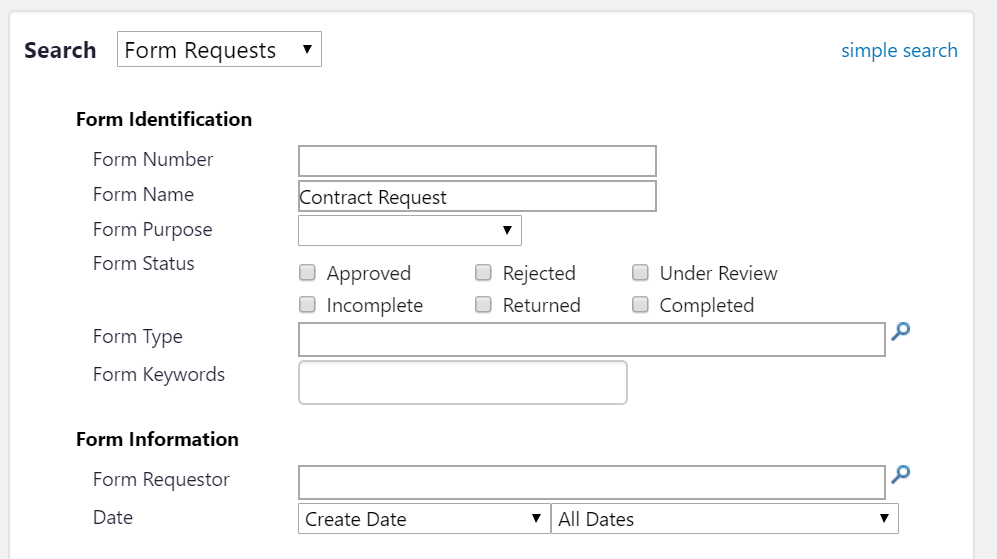 Search Form Requests simple search
Form Identification
Form Number
Form Name Contract Request
Form Purpose
Form Status Approved Rejected Under Review
Incomplete Returned Completed
Form Type
Form Keywords
Form Information
Form Requestor
Date Create Date All Dates